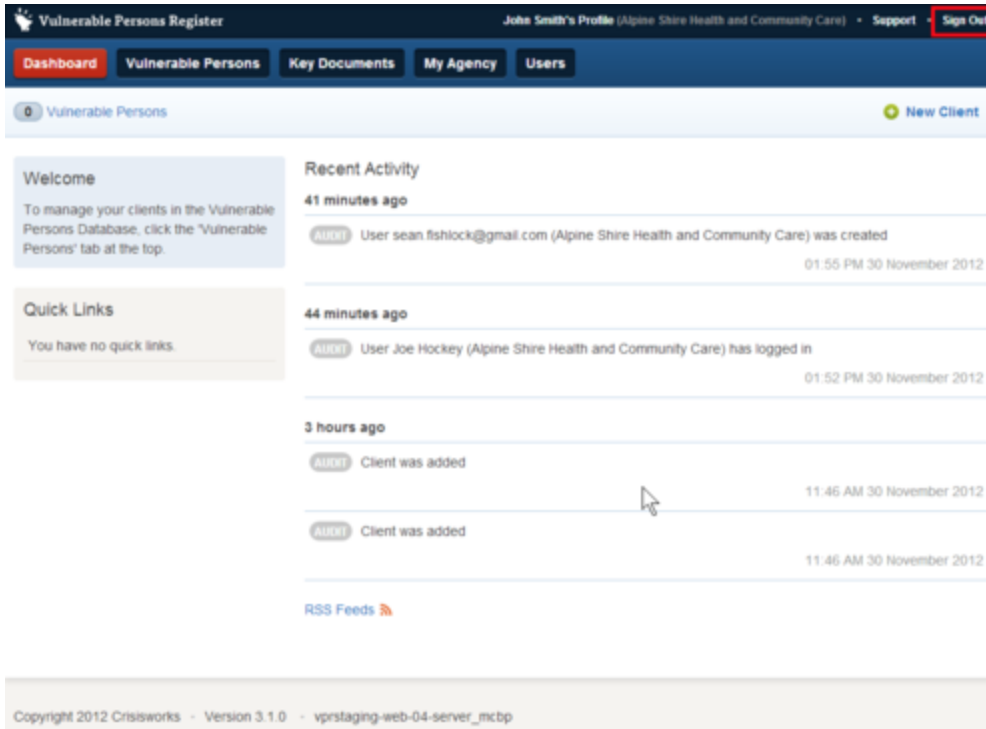 Vulnerable Persons Register
John Smith's Profile (Alpine Shire Health and Community Care) • Support • Sign Out
Dashboard Vulnerable Persons Key Documents My Agency Users
0 Vulnerable Persons
New Client
Welcome
To manage your clients in the Vulnerable
Persons Database, click the 'Vulnerable
Persons' tab at the top.
Quick Links
You have no quick links.
Recent Activity
41 minutes ago
AUDIT User sean.fishlock@gmail.com (Alpine Shire Health and Community Care) was created
01:55 PM 30 November 2012
44 minutes ago
AUDIT User Joe Hockey (Alpine Shire Health and Community Care) has logged in
01:52 PM 30 November 2012
3 hours ago
AUDIT Client was added
11:46 AM 30 November 2012
AUDIT Client was added
11:46 AM 30 November 2012
RSS Feeds
Copyright 2012 Crisisworks - Version 3.1.0 - vprstaging-web-04-server_mcbp